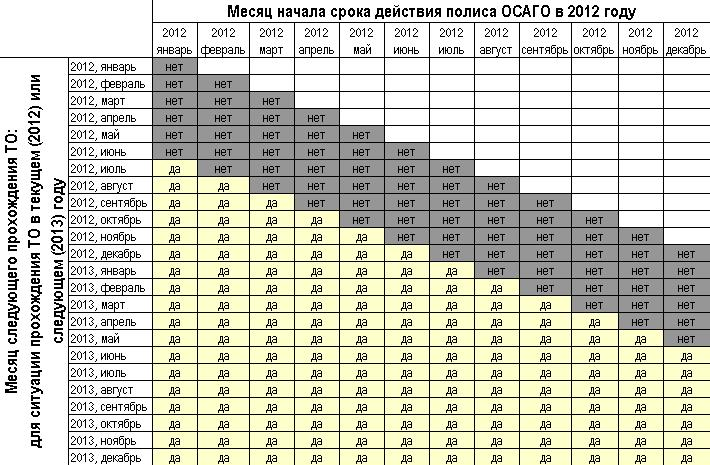 Месяц начала срока действия полиса ОСАГО в 2012 году
2012 2012 2012 2012 2012 2012 2012 2012 2012 2012 2012 2012
январь февраль март апрель май июнь июль август сентябрь октябрь ноябрь декабрь
Месяц следующего прохождения ТО:
для ситуации прохождения ТО в текущем (2012) или
следующем (2013) году
2012, январь нет
2012, февраль нет нет
2012, март нет нет нет
2012, апрель нет нет нет нет
2012, май нет нет нет нет нет
2012, июнь нет нет нет нет нет нет
2012, июль да нет нет нет нет нет нет
2012, август да да нет нет нет нет нет нет
2012, сентябрь да да да нет нет нет нет нет нет
2012, октябрь да да да да нет нет нет нет нет нет
2012, ноябрь да да да да да нет нет нет нет нет нет
2012, декабрь да да да да да да нет нет нет нет нет нет
2013, январь да да да да да да да нет нет нет нет нет
2013, февраль да да да да да да да да нет нет нет нет
2013, март да да да да да да да да да нет нет нет
2013, апрель да да да да да да да да да да нет нет
2013, май да да да да да да да да да да да нет
2013, июнь да да да да да да да да да да да да
2013, июль да да да да да да да да да да да да
2013, август да да да да да да да да да да да да
2013, сентябрь да да да да да да да да да да да да
2013, октябрь да да да да да да да да да да да да
2013, ноябрь да да да да да да да да да да да да
2013, декабрь да да да да да да да да да да да да